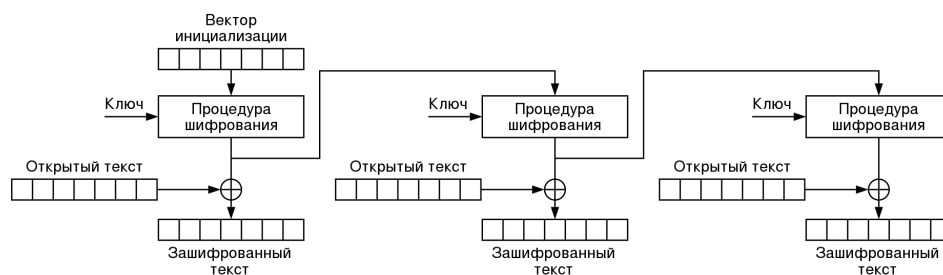 Вектор
инициализации
Ключ
Процедура
шифрования
Ключ
Процедура
шифрования
Ключ
Процедура
шифрования
Открытый текст
Открытый текст
Открытый текст
Зашифрованный
текст
Зашифрованный
текст
Зашифрованный
текст